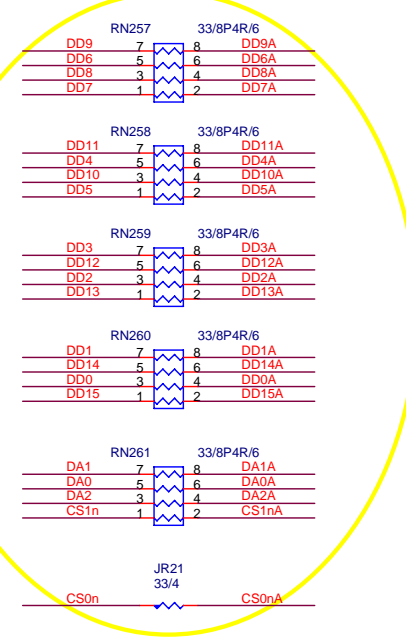 RN257 33/8P4R/6
DD9 7 8 DD9A
DD6 5 6 DD6A
DD8 3 4 DD8A
DD7 1 2 DD7A
RN258 33/8P4R/6
DD11 7 8 DD11A
DD4 5 6 DD4A
DD10 3 4 DD10A
DD5 1 2 DD5A
RN259 33/8P4R/6
DD3 7 8 DD3A
DD12 5 6 DD12A
DD2 3 4 DD2A
DD13 1 2 DD13A
RN260 33/8P4R/6
DD1 7 8 DD1A
DD14 5 6 DD14A
DD0 3 4 DD0A
DD15 1 2 DD15A
RN261 33/8P4R/6
DA1 7 8 DA1A
DA0 5 6 DA0A
DA2 3 4 DA2A
CS1n 1 2 CS1nA
JR21
33/4
CS0n CS0nA